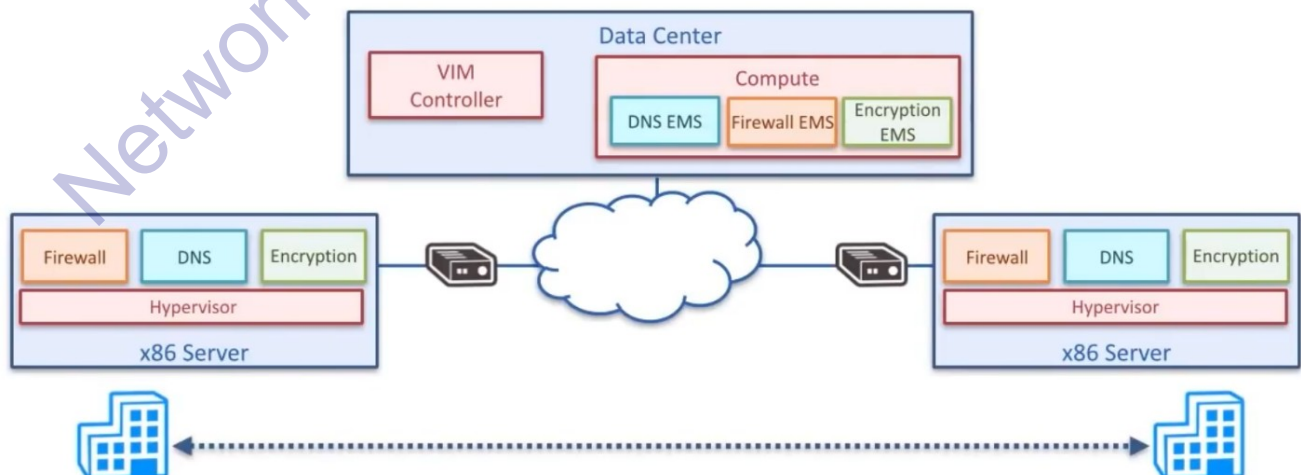 Network
Data Center
VIM
Controller
Compute
DNS EMS
Firewall EMS
Encryption
EMS
Firewall
DNS
Encryption
Hypervisor
x86 Server
Firewall
DNS
Encryption
Hypervisor
x86 Server